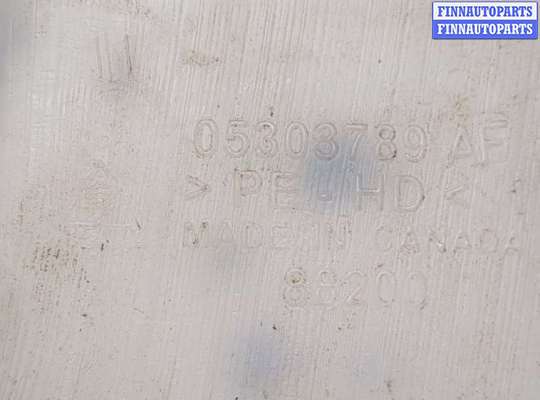 FINNAUTOPARTS
FINNAUTOPARTS
05303789 AF
> PE-HD <
MADE IN CANADA
88200